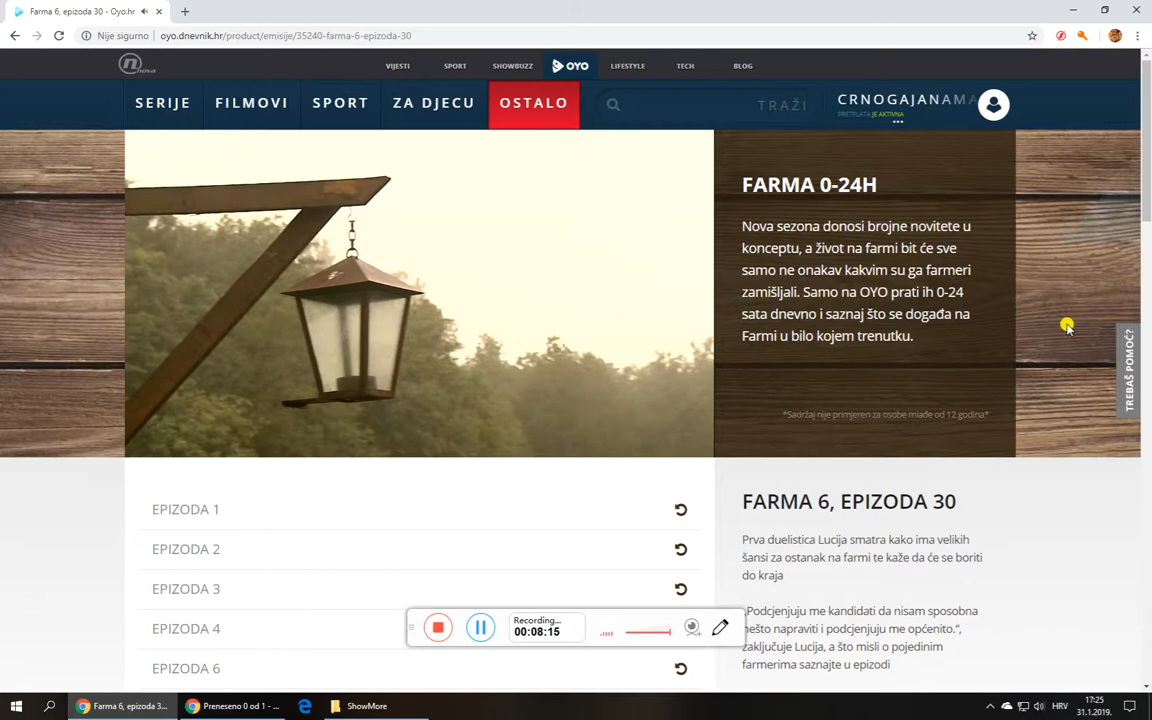 Farma 6, epizoda 30 - Oyo.hr
Nije sigurno
oyo.dnevnik.hr/product/emisije/35240-farma-6-epizoda-30
nova
VIJESTI
SPORT
SHOWBUZZ
OYO
LIFESTYLE
TECH
BLOG
SERIJE
FILMOVI
SPORT
ZA DJECU
OSTALO
TRAŽI
CRNOGAJANAMA
PRETPLATA JE AKTIVNA
FARMA 0-24H
Nova sezona donosi brojne novitete u
konceptu, a život na farmi bit će sve
samo ne onakav kakvim su ga farmeri
zamišljali. Samo na OYO prati ih 0-24
sata dnevno i saznaj što se događa na
Farmi u bilo kojem trenutku.
*Sadržaj nije primjeren za osobe mlađe od 12 godina*
TREBAŠ POMOĆ?
EPIZODA 1
EPIZODA 2
EPIZODA 3
EPIZODA 4
EPIZODA 6
FARMA 6, EPIZODA 30
Prva duelistica Lucija smatra kako ima velikih
šansi za ostanak na farmi te kaže da će se boriti
do kraja
„Podcjenjuju me kandidati da nisam sposobna
nešto napraviti i podcjenjuju me općenito.“,
zaključuje Lucija, a što misli o pojedinim
farmerima saznajte u epizodi
Recording...
00:08:15
Farma 6, epizoda 3...
Preneseno 0 od 1 - ...
ShowMore
HRV
17:25
31.1.2019.